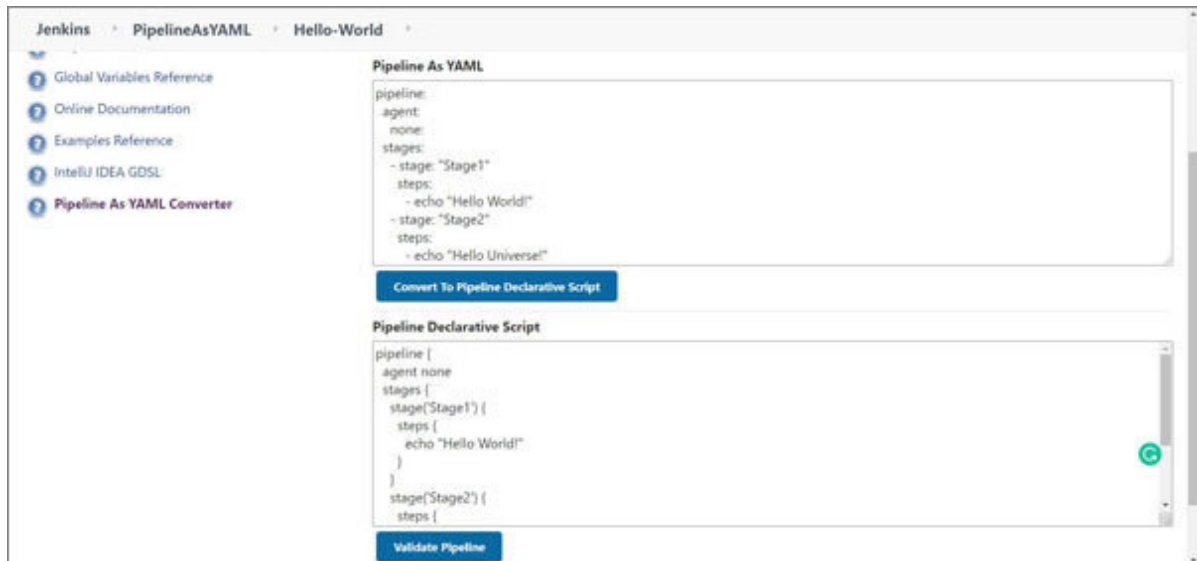 Jenkins PipelineAsYAML Hello-World
Global Variables Reference
Online Documentation
Examples Reference
IntelliJ IDEA GDSL
Pipeline As YAML Converter
Pipeline As YAML
pipeline:
agent:
none:
stages:
- stage: "Stage1"
steps:
- echo "Hello World!"
- stage: "Stage2"
steps:
- echo "Hello Universe!"
Convert To Pipeline Declarative Script
Pipeline Declarative Script
pipeline {
agent none
stages {
stage('Stage1') {
steps {
echo "Hello World!"
}
}
stage('Stage2') {
steps {
Validate Pipeline